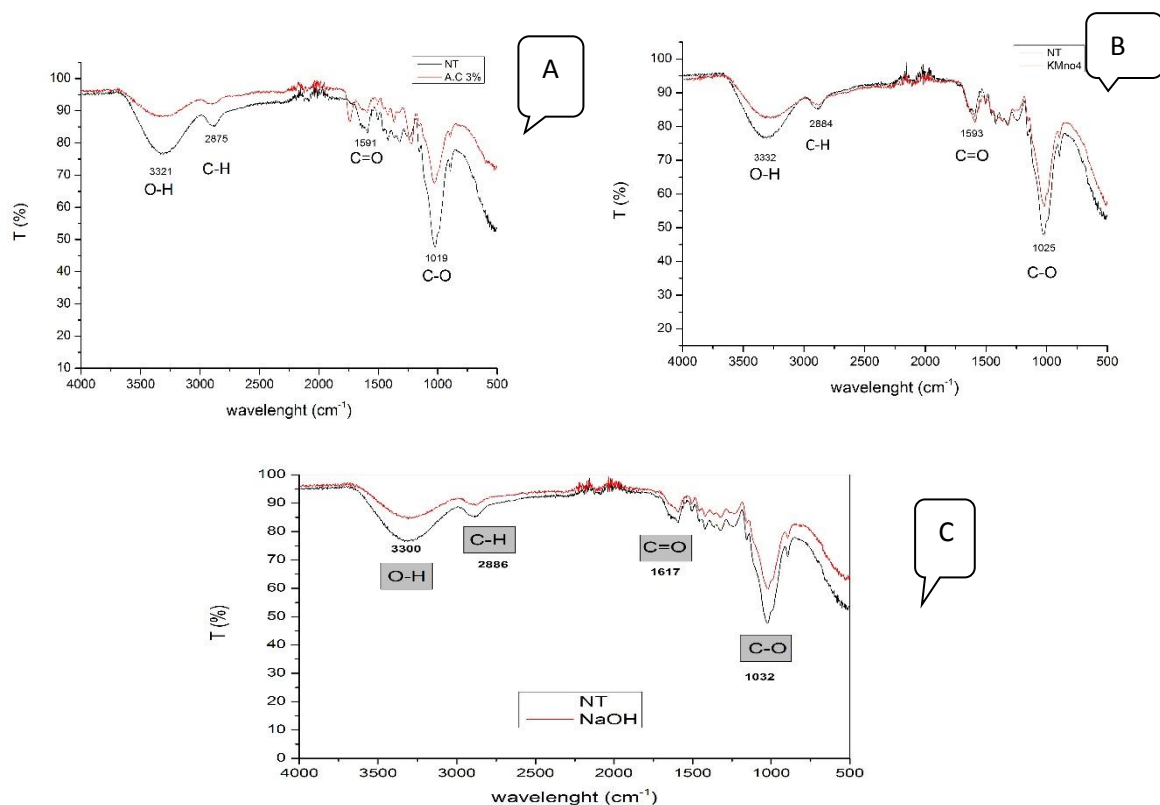 A
NT
A.C 3%
100
90
80
70
60
50
40
30
20
10
T (%)
3321
O-H
2875
C-H
1591
C=O
1019
C-O
4000 3500 3000 2500 2000 1500 1000 500
wavelenght (cm-1)
B
NT
KMno4
100
90
80
70
60
50
40
30
20
T (%)
3332
O-H
2884
C-H
1593
C=O
1025
C-O
4000 3500 3000 2500 2000 1500 1000 500
wavelenght (cm-1)
C
100
90
80
70
60
50
40
30
20
10
0
T (%)
3300
O-H
C-H
2886
C=O
1617
C-O
1032
NT
NaOH
4000 3500 3000 2500 2000 1500 1000 500
wavelenght (cm-1)